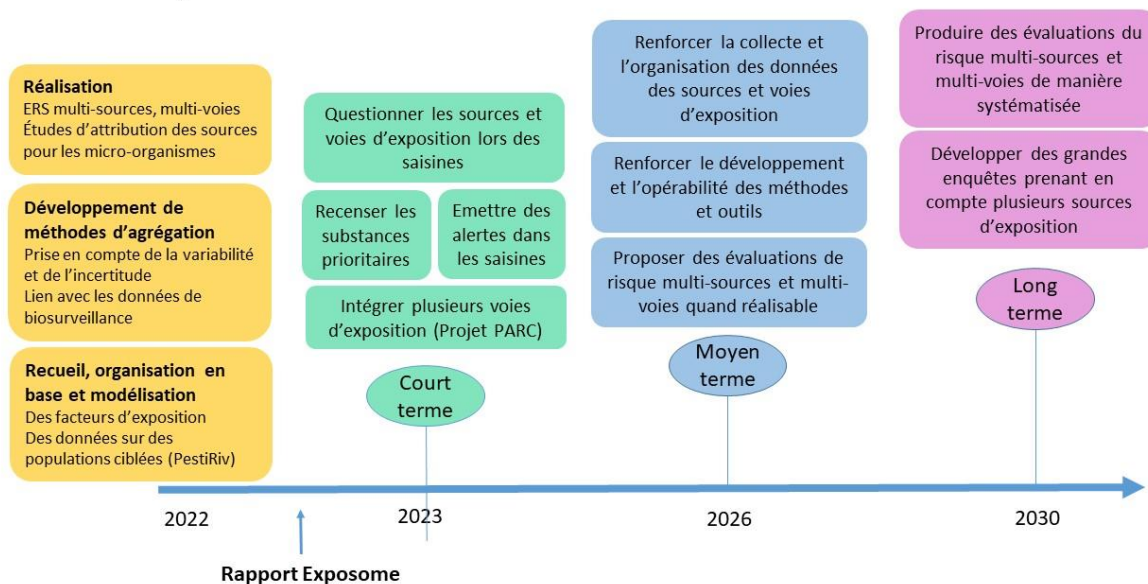 Réalisation
ERS multi-sources, multi-voies
Études d'attribution des sources
pour les micro-organismes
Développement de
méthodes d'agrégation
Prise en compte de la variabilité
et de l'incertitude
Lien avec les données de
biosurveillance
Recueil, organisation en
base et modélisation
Des facteurs d'exposition
Des données sur des
populations ciblées (PestiRiv)
Questionner les sources et
voies d'exposition lors des
saisines
Recenser les
substances
prioritaires
Emettre des
alertes dans
les saisines
Intégrer plusieurs voies
d'exposition (Projet PARC)
Court
terme
Renforcer la collecte et
l'organisation des données
des sources et voies
d'exposition
Renforcer le développement
et l'opérabilité des méthodes
et outils
Proposer des évaluations de
risque multi-sources et multi-
voies quand réalisable
Moyen
terme
Produire des évaluations du
risque multi-sources et
multi-voies de manière
systématisée
Développer des grandes
enquêtes prenant en
compte plusieurs sources
d'exposition
Long
terme
2022
2023
2026
2030
Rapport Exposome